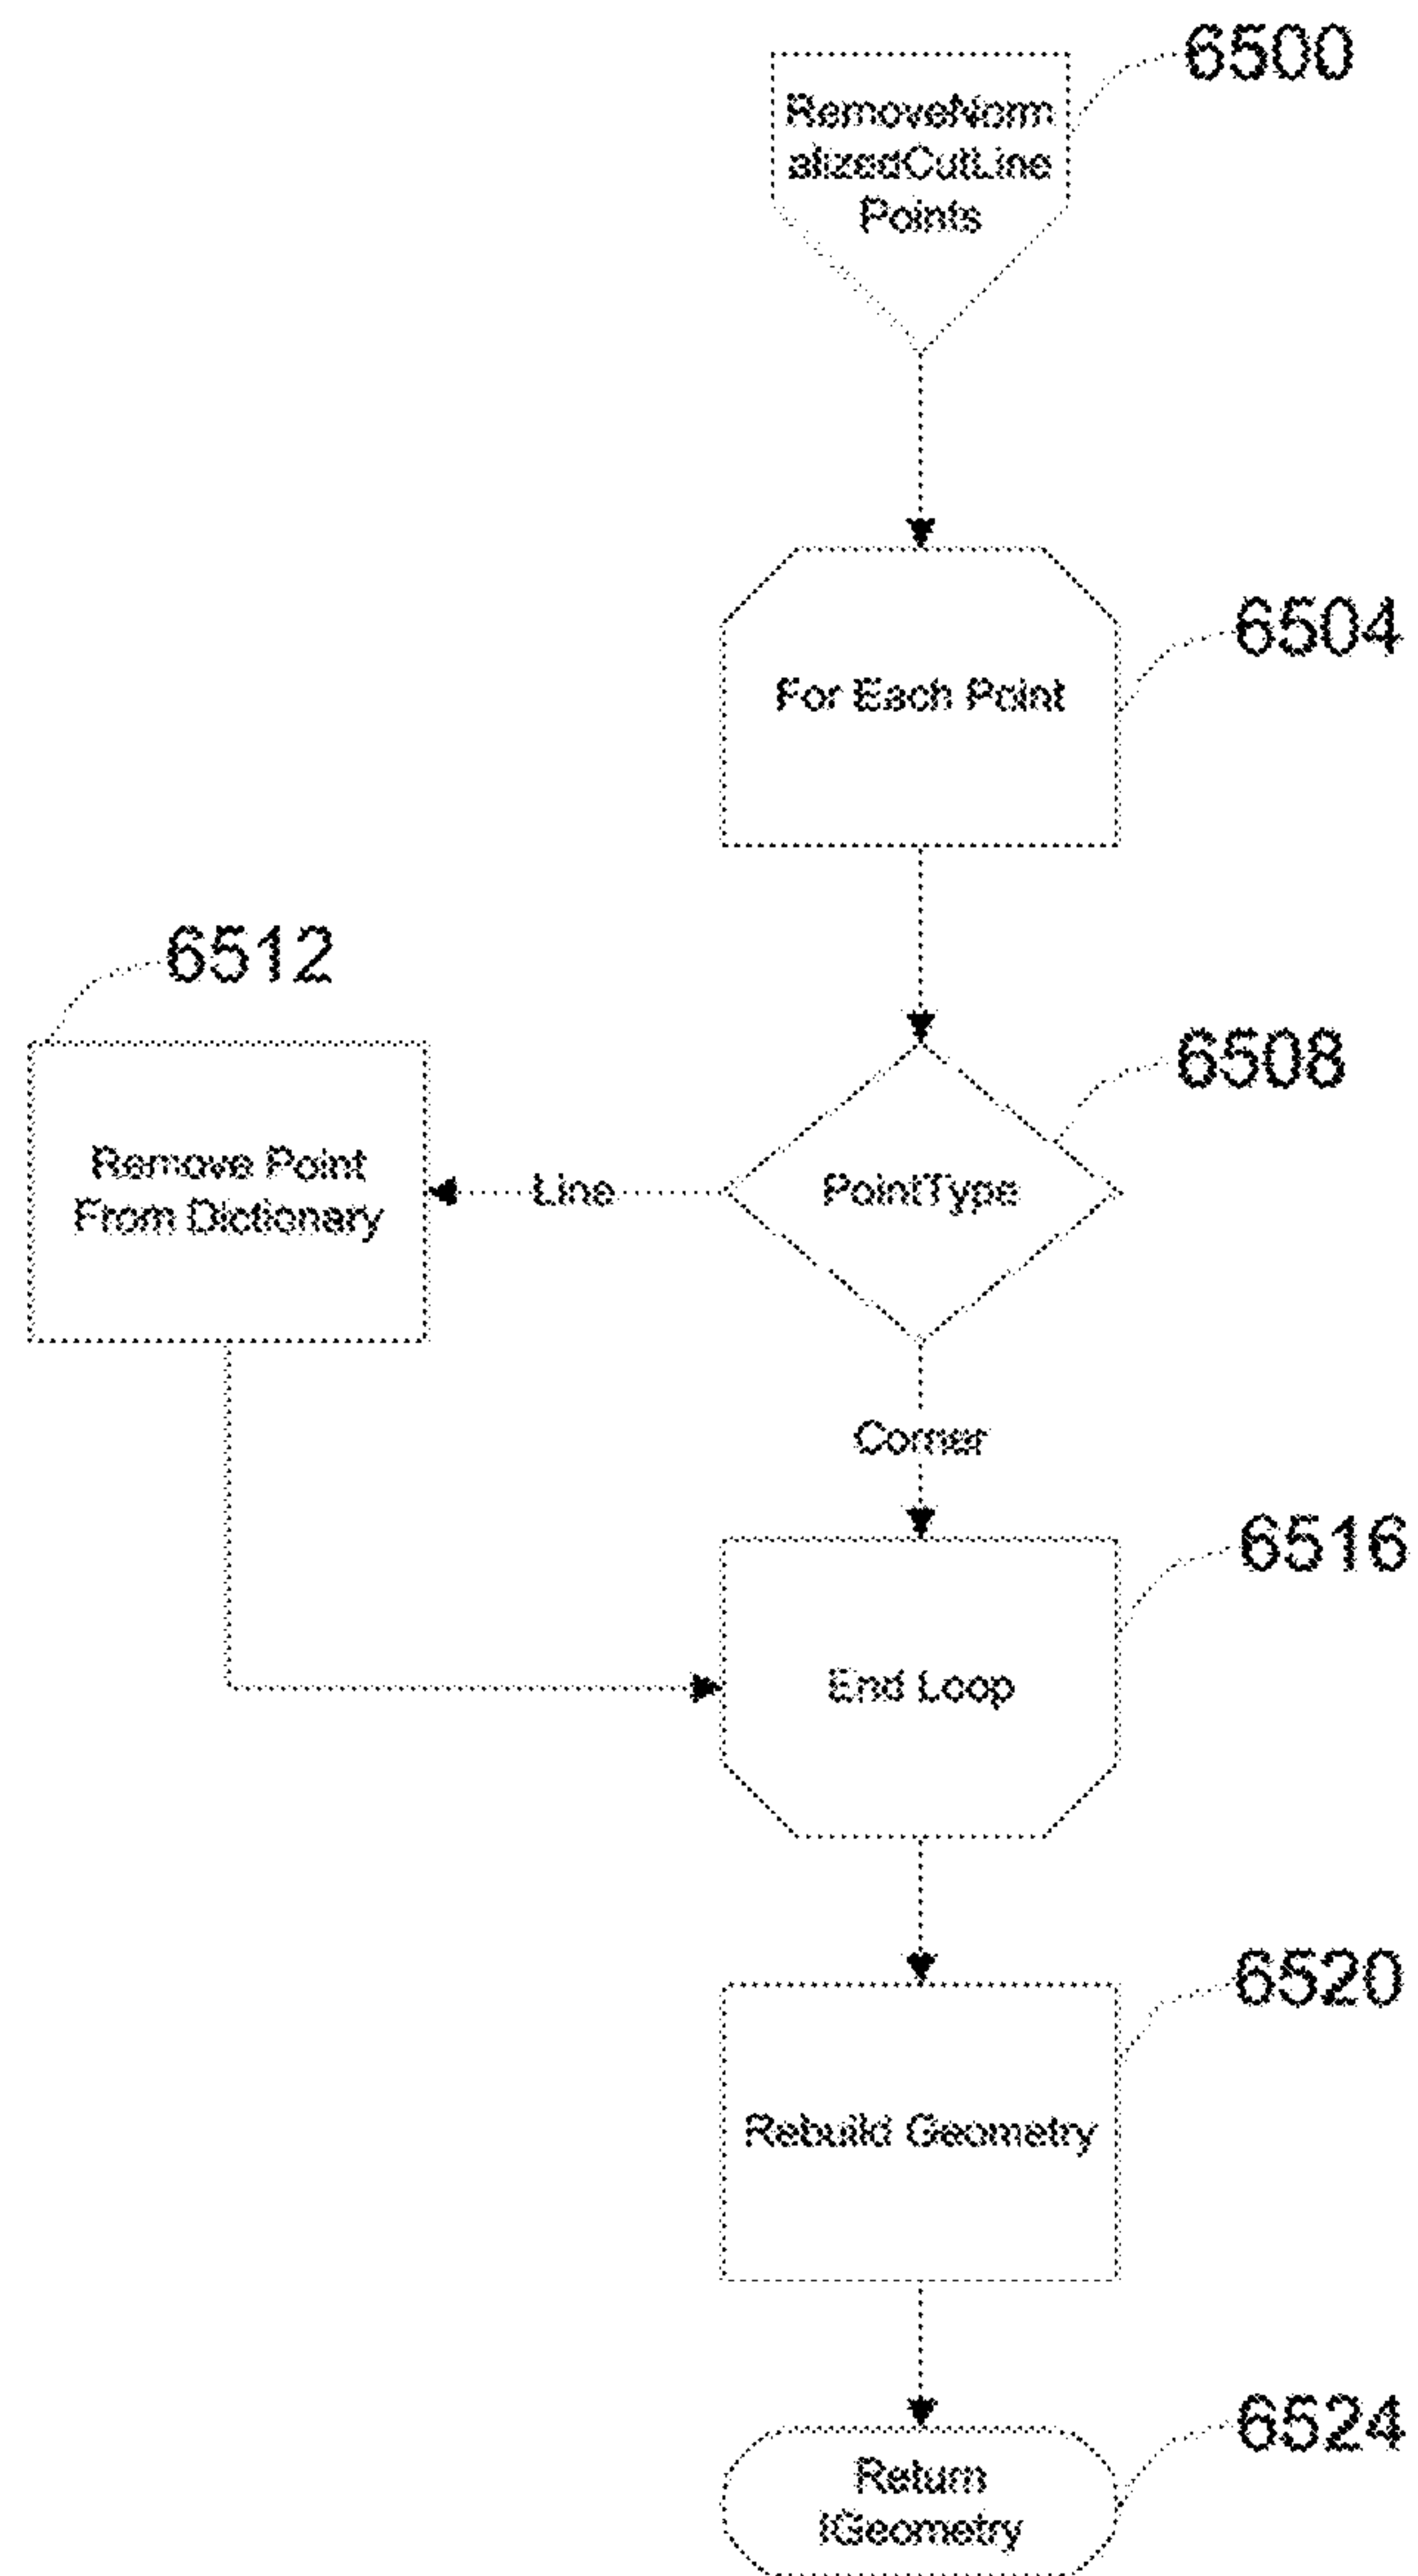 6500
RemoveNorm
alizedCutLine
Points
6504
For Each Point
6512
6508
Remove Point
From Dictionary
Line
PointType
Corner
6516
End Loop
6520
Rebuild Geometry
6524
Return
IGeometry